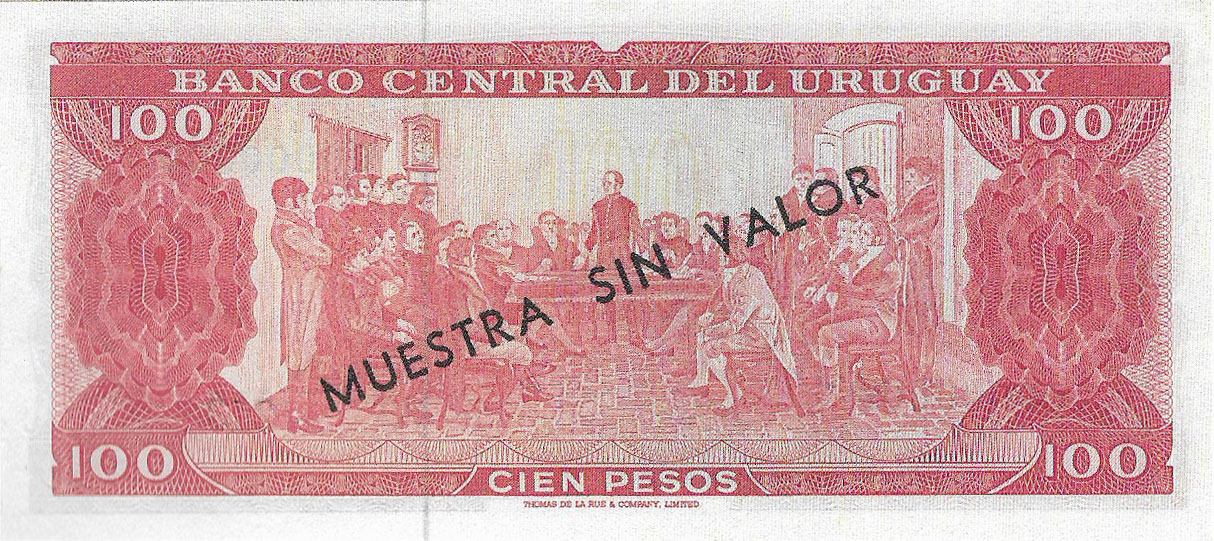 BANCO CENTRAL DEL URUGUAY
100 100
MUESTRA SIN VALOR
100 100
CIEN PESOS
THOMAS DE LA RUE & COMPANY, LIMITED